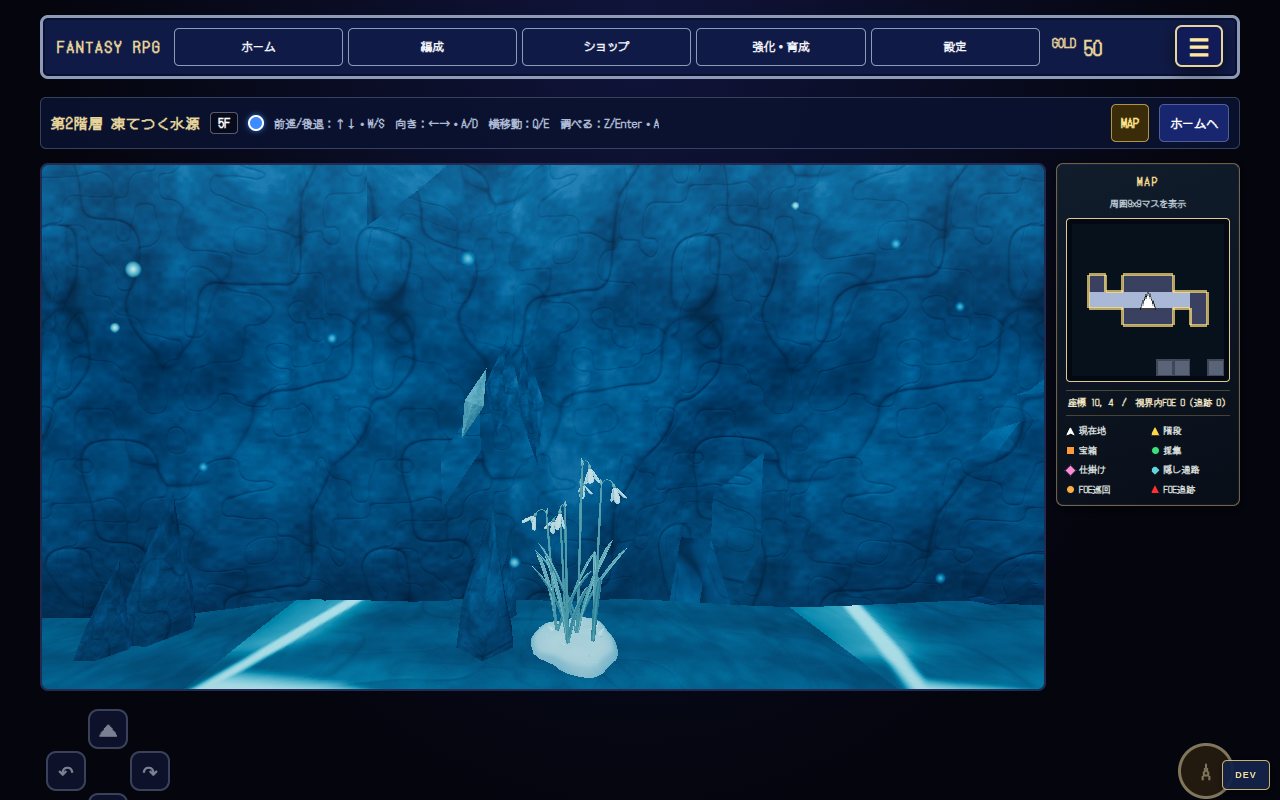 FANTASY RPG ホーム 編成 ショップ 強化・育成 設定 GOLD 50
第2階層 凍てつく水源 5F 前進/後退：↑↓・W/S 向き：←→・A/D 横移動：Q/E 調べる：Z/Enter・A MAP ホームへ
MAP
周囲9x9マスを表示
座標 10, 4 / 視界内FOE 0 (追跡 0)
現在地 階段
宝箱 採集
仕掛け 隠し通路
FOE巡回 FOE追跡
A
DEV